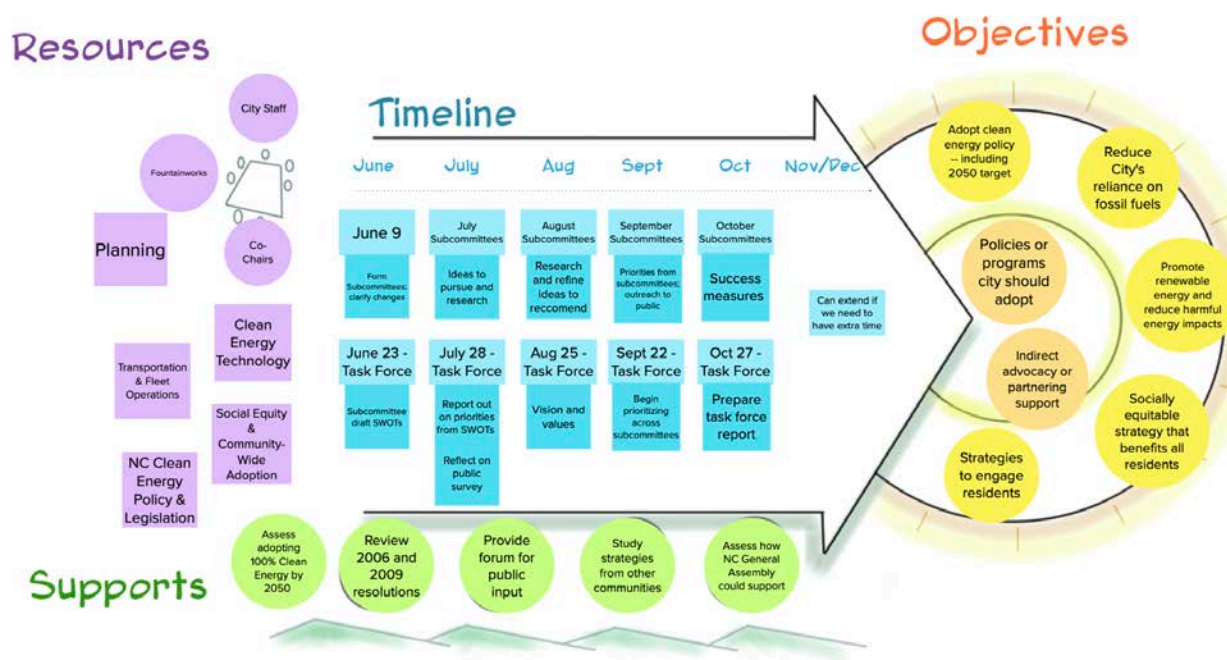 Resources
City Staff
Fountainworks
Planning
Co-
Chairs
Clean
Energy
Technology
Transportation
& Fleet
Operations
Social Equity
&
Community-
Wide
Adoption
NC Clean
Energy
Policy &
Legislation
Timeline
June
July
Aug
Sept
Oct
Nov/Dec
June 9
July
Subcommittees
August
Subcommittees
September
Subcommittees
October
Subcommittees
Form
Subcommittees;
clarify changes
Ideas to
pursue and
research
Research
and refine
ideas to
reccomend
Priorities from
subcommittees;
outreach to
public
Success
measures
Can extend if
we need to
have extra time
June 23 -
Task Force
July 28 -
Task Force
Aug 25 -
Task Force
Sept 22 -
Task Force
Oct 27 -
Task Force
Subcommittee
draft SWOTs
Report out
on priorities
from SWOTs
Reflect on
public
survey
Vision and
values
Begin
prioritizing
across
subcommittees
Prepare
task force
report
Objectives
Adopt clean
energy policy
-- including
2050 target
Reduce
City's
reliance on
fossil fuels
Policies or
programs
city should
adopt
Promote
renewable
energy and
reduce harmful
energy impacts
Indirect
advocacy or
partnering
support
Socially
equitable
strategy that
benefits all
residents
Strategies
to engage
residents
Supports
Assess
adopting
100% Clean
Energy by
2050
Review
2006 and
2009
resolutions
Provide
forum for
public
input
Study
strategies
from other
communities
Assess how
NC General
Assembly
could support